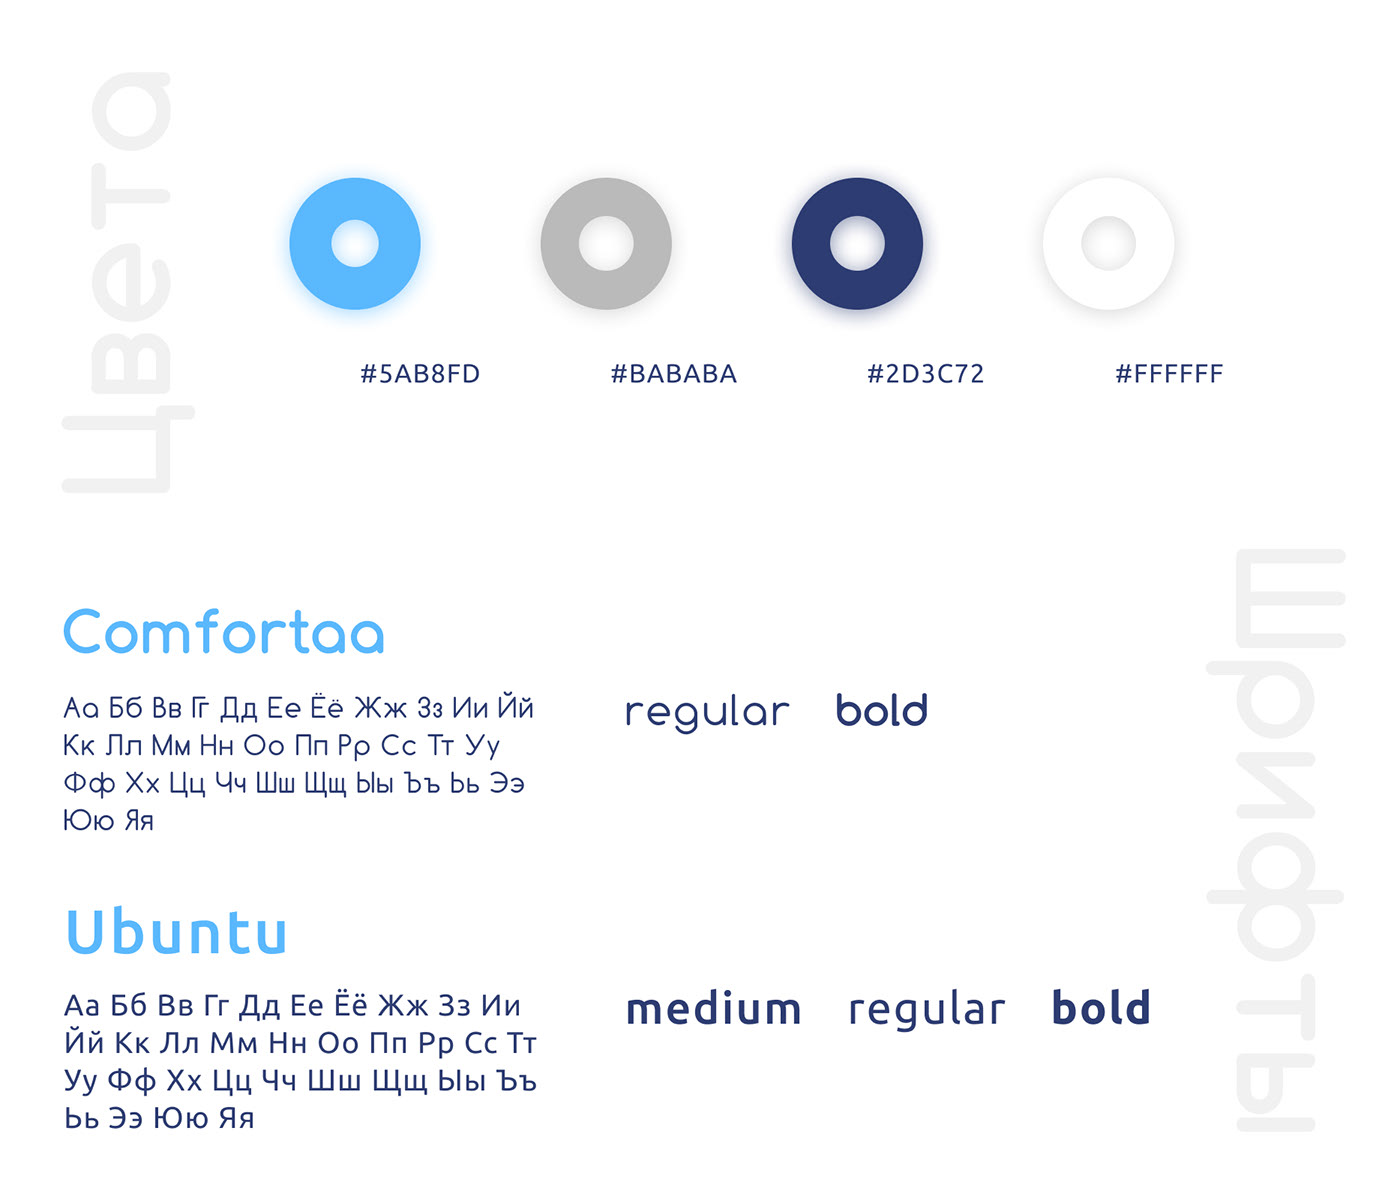 Цвета
#5AB8FD
#BABABA
#2D3C72
#FFFFFF
Шрифты
Comfortaa
Аа Бб Вв Гг Дд Ее Ёё Жж Зз Ии Йй
Кк Лл Мм Нн Оо Пп Рр Сс Тт Уу
Фф Хх Цц Чч Шш Щщ Ыы Ъъ Ьь Ээ
Юю Яя
regular bold
Ubuntu
Аа Бб Вв Гг Дд Ее Ёё Жж Зз Ии
Йй Кк Лл Мм Нн Оо Пп Рр Сс Тт
Уу Фф Хх Цц Чч Шш Щщ Ыы Ъъ
Ьь Ээ Юю Яя
medium regular bold